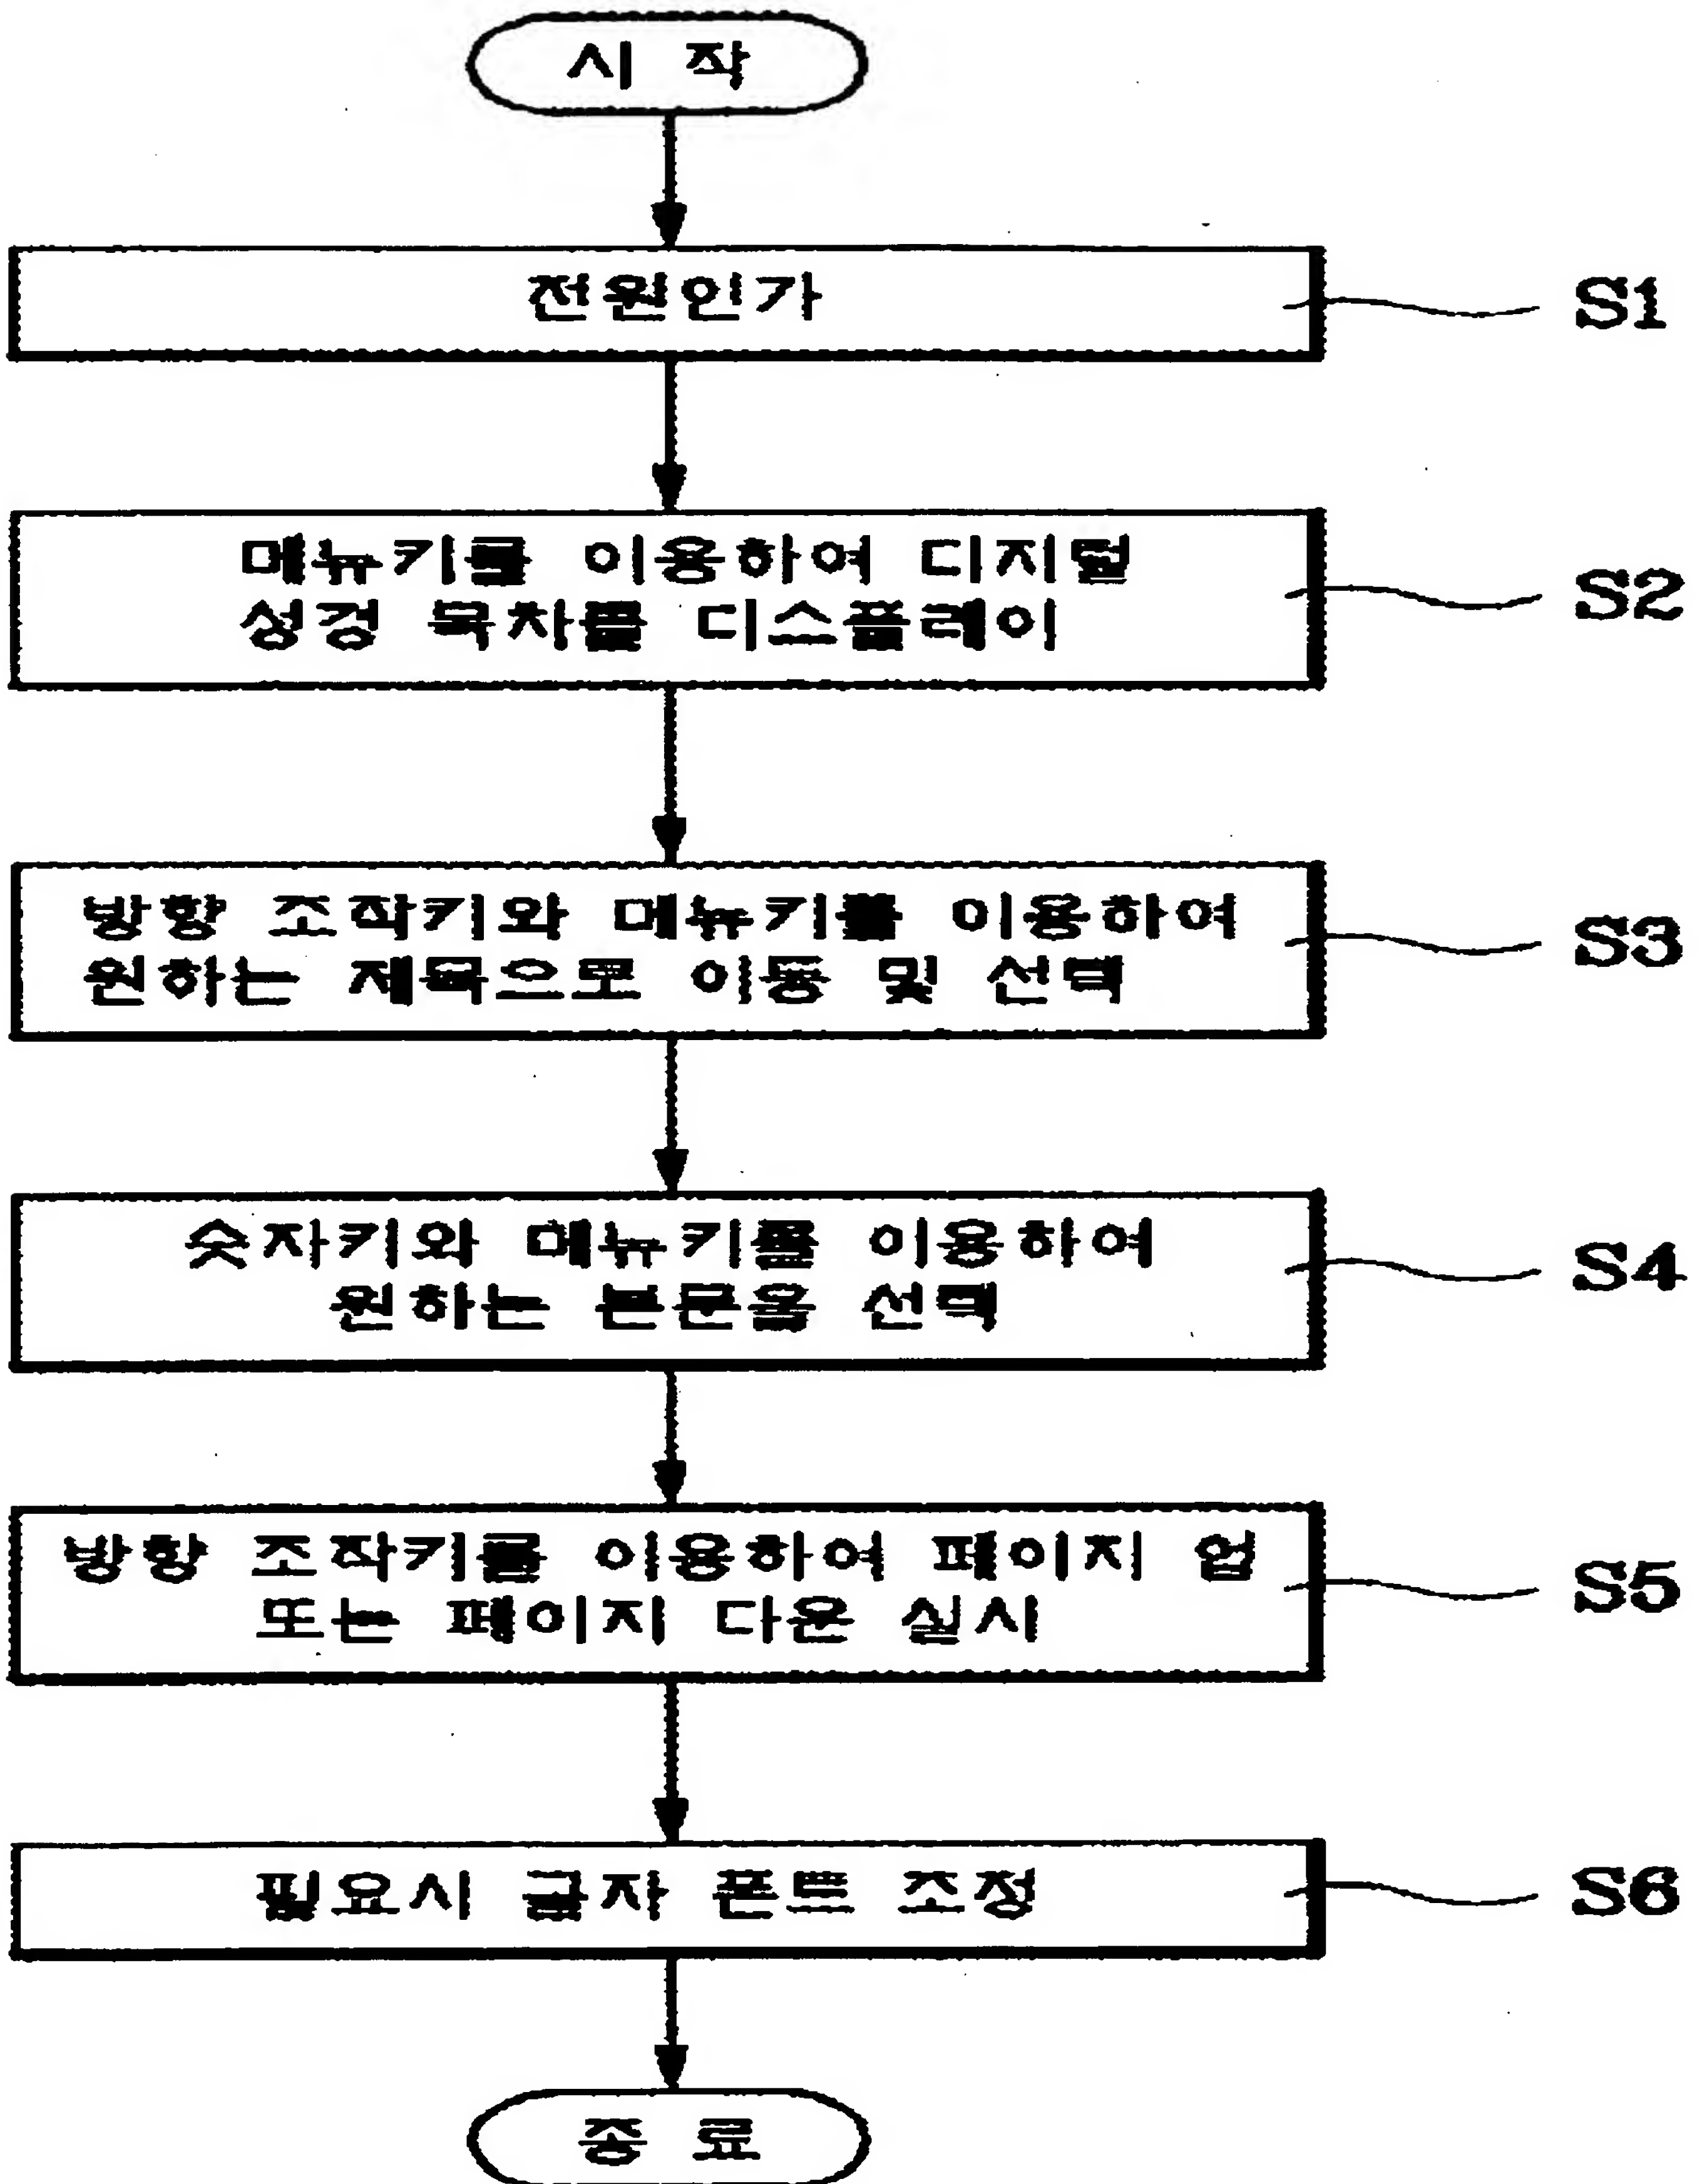 시 작
전원인가
S1
메뉴키를 이용하여 디지털
성경 목차를 디스플레이
S2
방향 조작키와 메뉴키를 이용하여
원하는 제목으로 이동 및 선택
S3
숫자키와 메뉴키를 이용하여
원하는 본문을 선택
S4
방향 조작키를 이용하여 페이지 업
또는 페이지 다운 실시
S5
필요시 글자 폰트 조정
S6
종 료